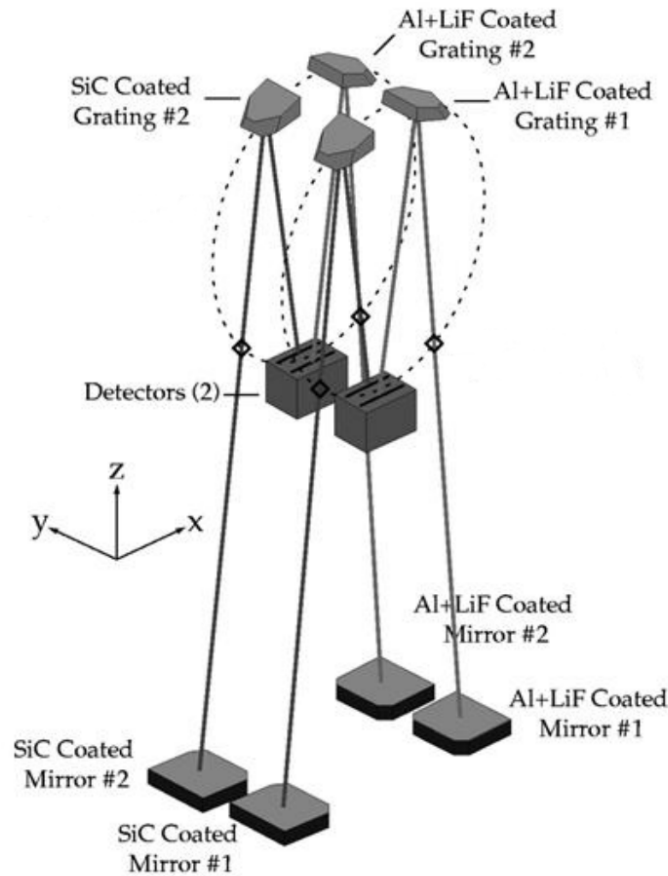 Al+LiF Coated
Grating #2
SiC Coated
Grating #2
Al+LiF Coated
Grating #1
Detectors (2)
z
y
x
Al+LiF Coated
Mirror #2
Al+LiF Coated
Mirror #1
SiC Coated
Mirror #2
SiC Coated
Mirror #1